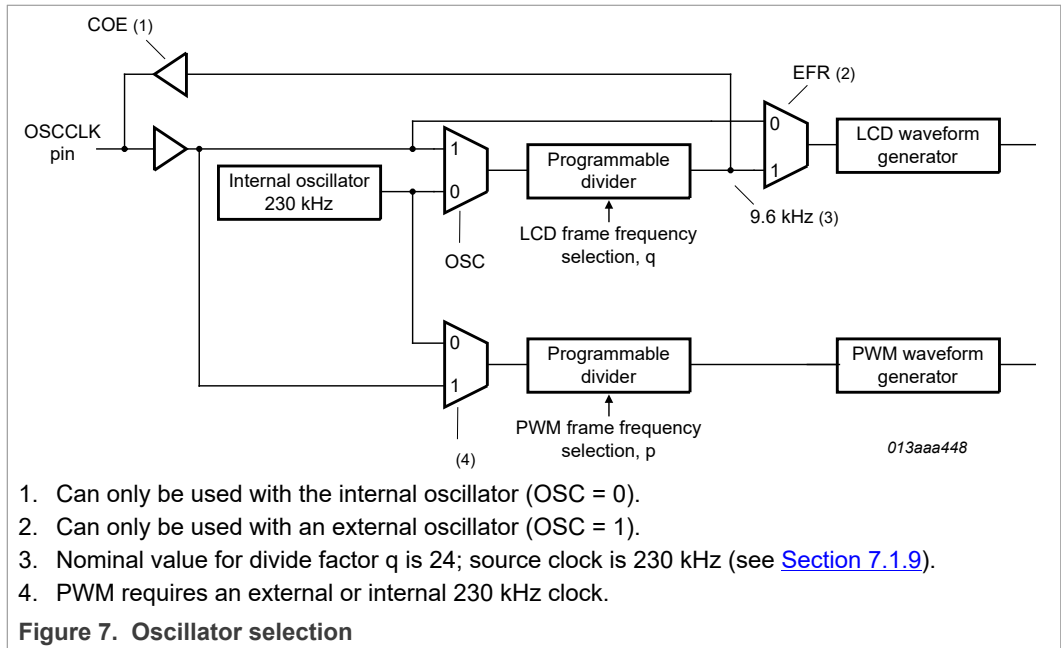 COE (1)
EFR (2)
OSCCLK
pin
0
1
LCD waveform
generator
1
0
Internal oscillator
230 kHz
Programmable
divider
9.6 kHz (3)
LCD frame frequency
selection, q
OSC
0
1
Programmable
divider
PWM waveform
generator
PWM frame frequency
selection, p
(4)
013aaa448
1. Can only be used with the internal oscillator (OSC = 0).
2. Can only be used with an external oscillator (OSC = 1).
3. Nominal value for divide factor q is 24; source clock is 230 kHz (see Section 7.1.9).
4. PWM requires an external or internal 230 kHz clock.
Figure 7. Oscillator selection